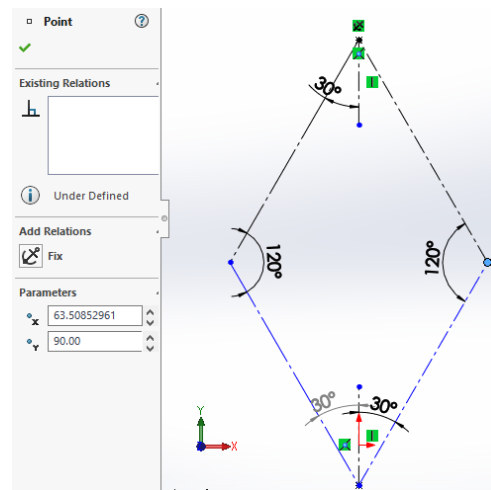 Point
Existing Relations
Under Defined
Add Relations
Fix
Parameters
x 63.50852961
Y 90.00
30°
120°
120°
30°
30°
Y
X